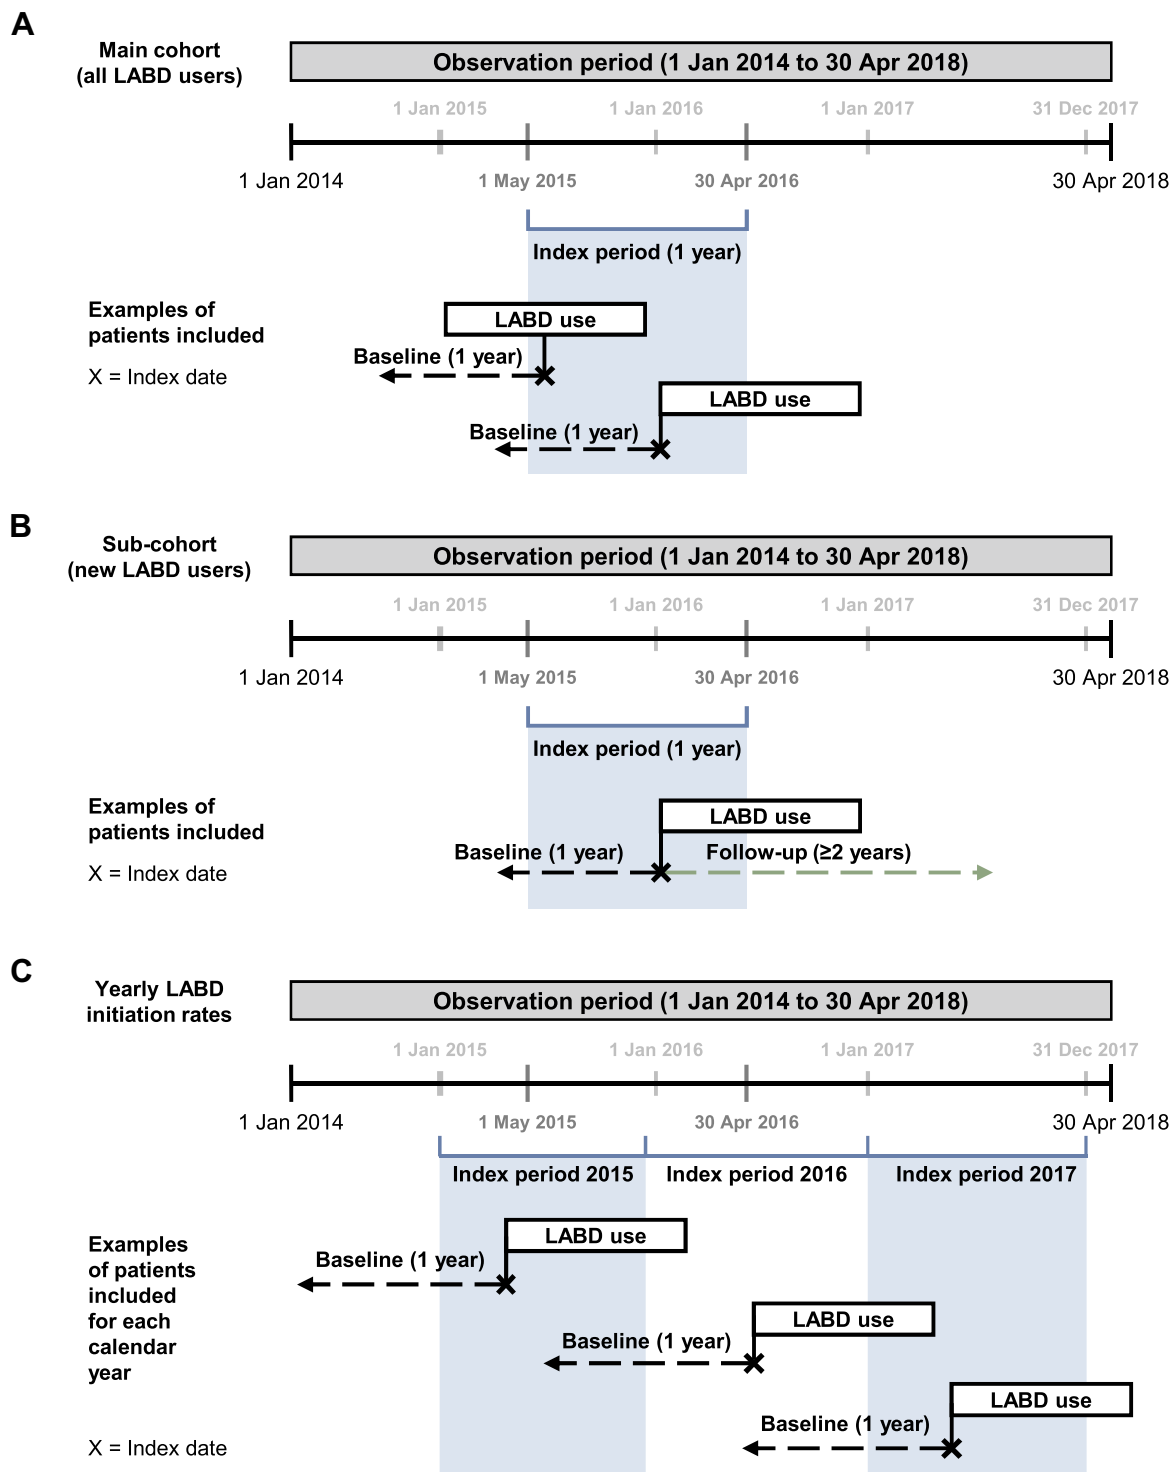 A
Main cohort
(all LABD users)
Observation period (1 Jan 2014 to 30 Apr 2018)
1 Jan 2015 1 Jan 2016 1 Jan 2017 31 Dec 2017
1 Jan 2014 1 May 2015 30 Apr 2016 30 Apr 2018
Index period (1 year)
Examples of
patients included
X = Index date
LABD use
Baseline (1 year)
LABD use
Baseline (1 year)
B
Sub-cohort
(new LABD users)
Observation period (1 Jan 2014 to 30 Apr 2018)
1 Jan 2015 1 Jan 2016 1 Jan 2017 31 Dec 2017
1 Jan 2014 1 May 2015 30 Apr 2016 30 Apr 2018
Index period (1 year)
Examples of
patients included
X = Index date
LABD use
Baseline (1 year) Follow-up (≥2 years)
C
Yearly LABD
initiation rates
Observation period (1 Jan 2014 to 30 Apr 2018)
1 Jan 2015 1 Jan 2016 1 Jan 2017 31 Dec 2017
1 Jan 2014 1 May 2015 30 Apr 2016 30 Apr 2018
Index period 2015 Index period 2016 Index period 2017
Examples
of patients
included
for each
calendar
year
X = Index date
LABD use
Baseline (1 year)
LABD use
Baseline (1 year)
LABD use
Baseline (1 year)